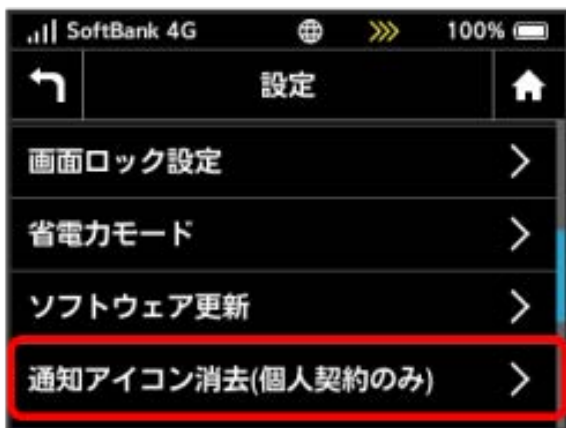 SoftBank 4G 100%
設定
画面ロック設定
省電力モード
ソフトウェア更新
通知アイコン消去(個人契約のみ)